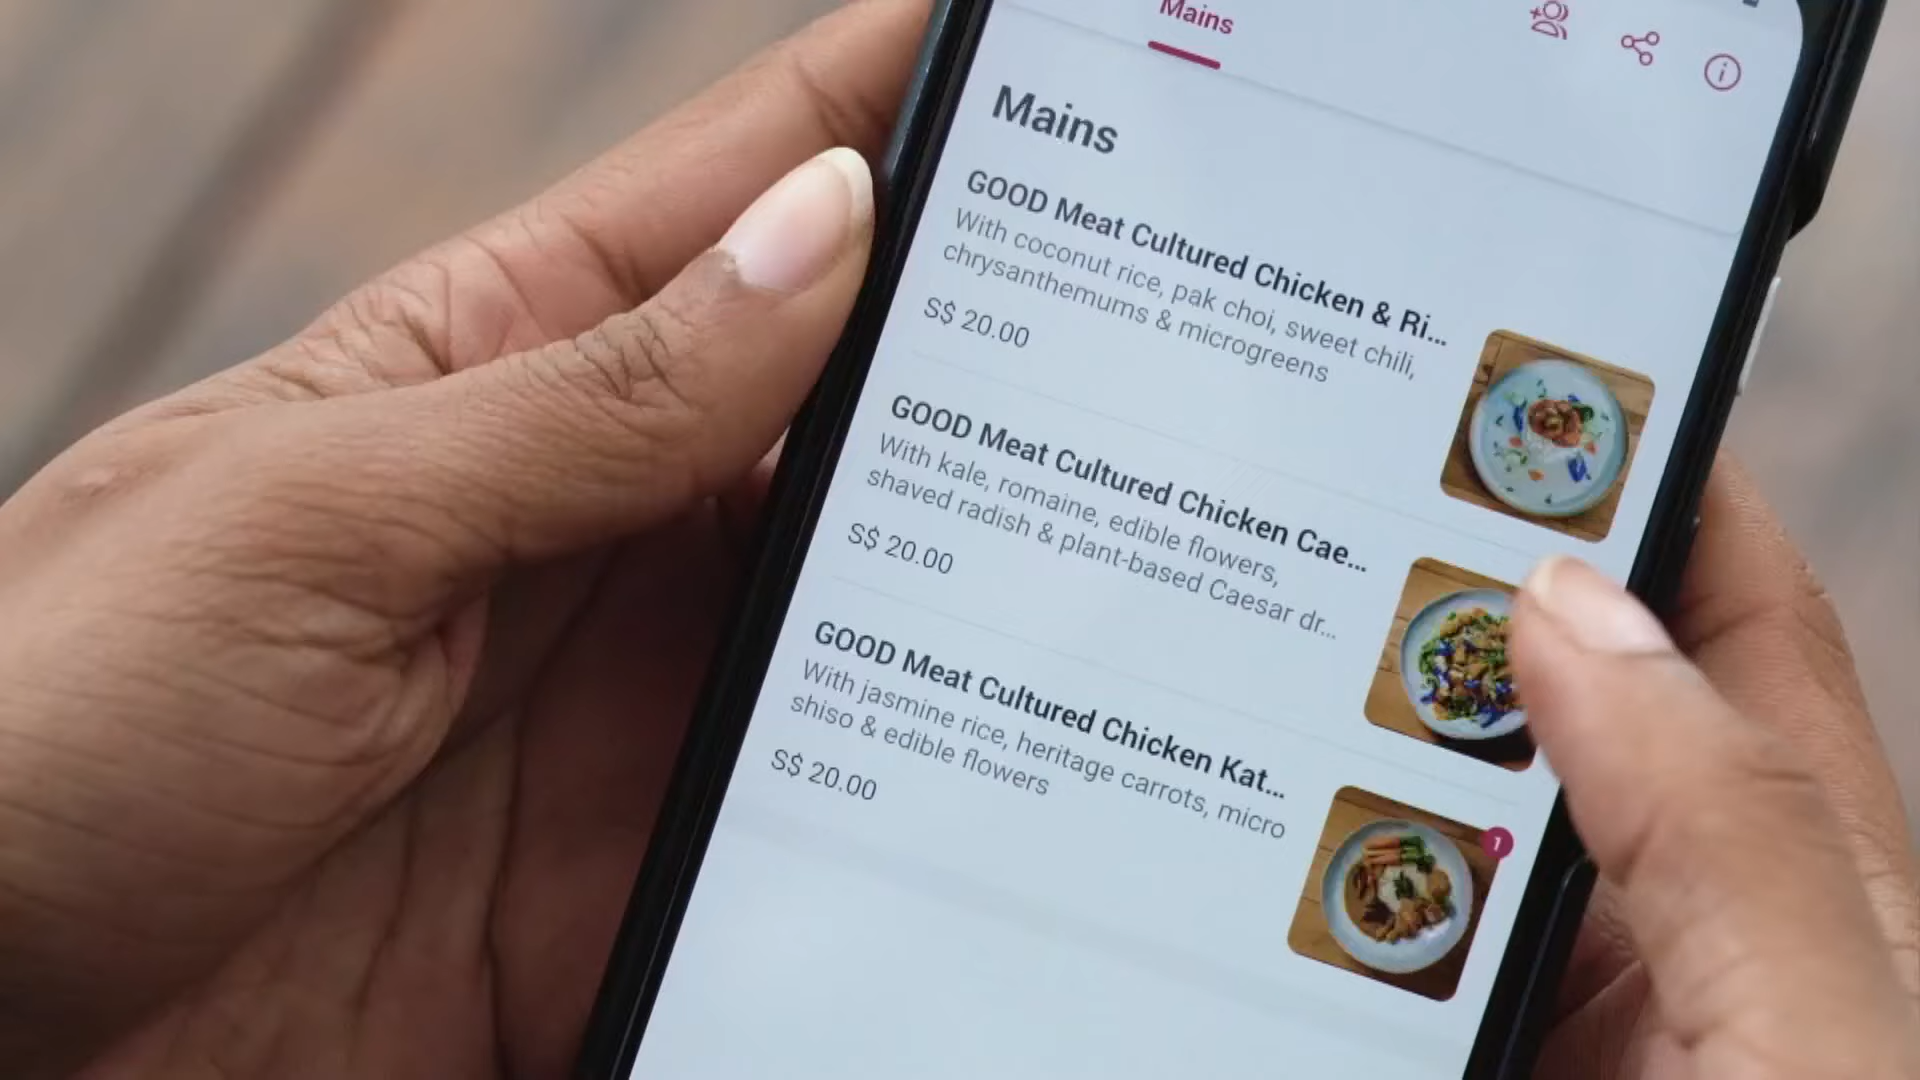 Mains
Mains
GOOD Meat Cultured Chicken & Ri...
With coconut rice, pak choi, sweet chili,
chrysanthemums & microgreens
S$ 20.00
GOOD Meat Cultured Chicken Cae...
With kale, romaine, edible flowers,
shaved radish & plant-based Caesar dr...
S$ 20.00
GOOD Meat Cultured Chicken Kat...
With jasmine rice, heritage carrots, micro
shiso & edible flowers
S$ 20.00
1